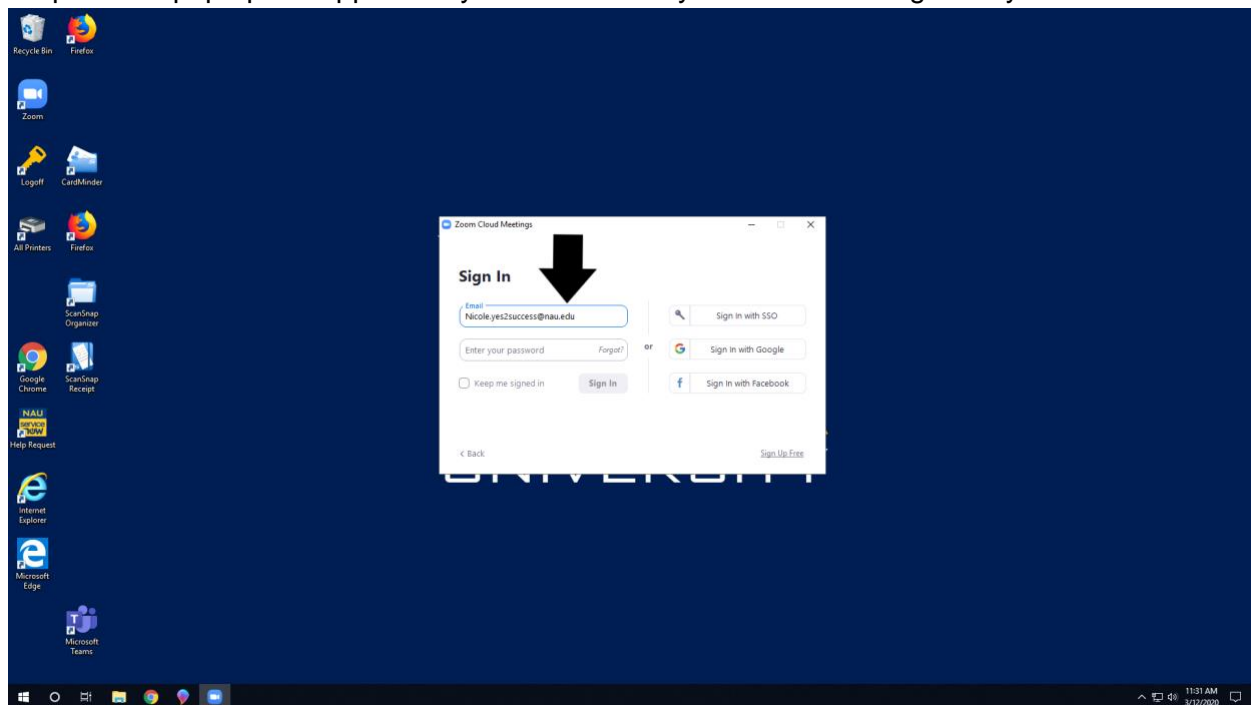 Recycle Bin
Firefox
Zoom
Logoff
CardMinder
All Printers
Firefox
ScanSnap
Organizer
Google
Chrome
ScanSnap
Receipt
NAU
service
now
Help Request
Internet
Explorer
Microsoft
Edge
Microsoft
Teams
Zoom Cloud Meetings
Sign In
Email
Nicole.yes2success@nau.edu
Enter your password
Forgot?
Keep me signed in
Sign In
or
Sign In with SSO
Sign In with Google
Sign In with Facebook
< Back
Sign Up Free
UNIVERSITY
11:31 AM
3/12/2020